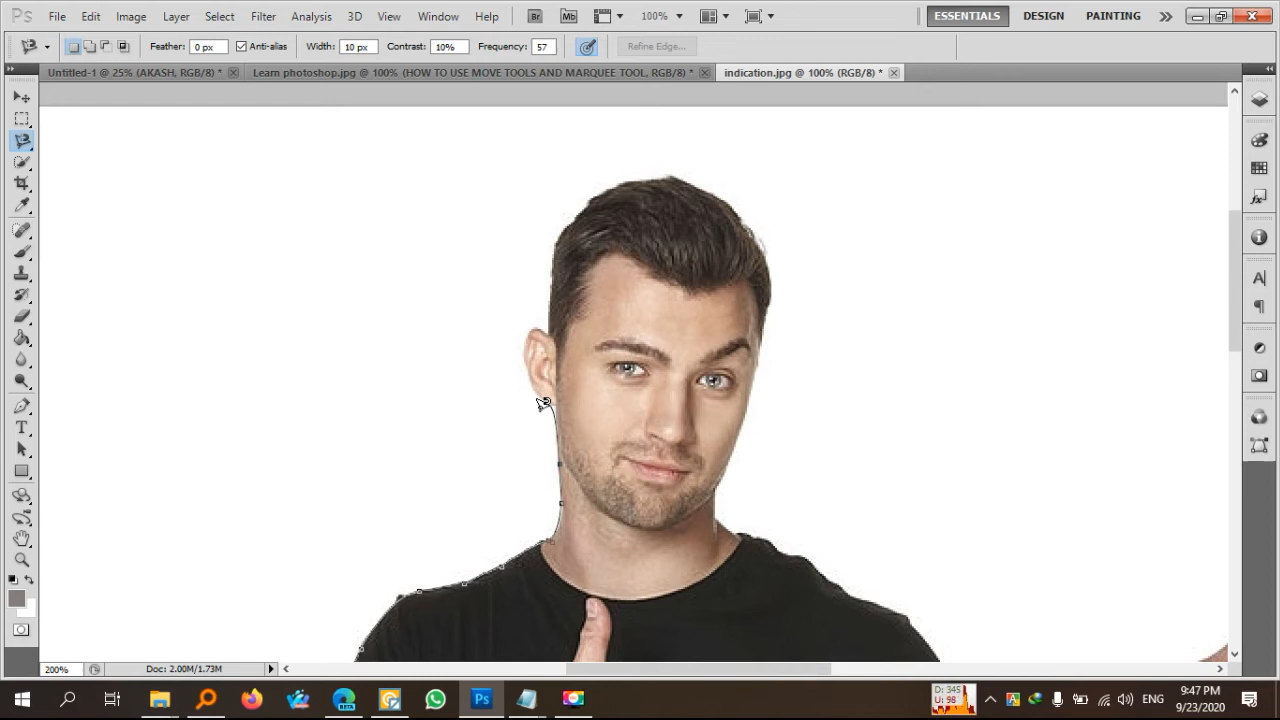 Ps File Edit Image Layer Select Filter Analysis 3D View Window Help Br Mb 100% ESSENTIALS DESIGN PAINTING
Feather: 0 px Anti-alias Width: 10 px Contrast: 10% Frequency: 57 Refine Edge...
Untitled-1 @ 25% (AKASH, RGB/8) * Learn photoshop.jpg @ 100% (HOW TO USE MOVE TOOLS AND MARQUEE TOOL, RGB/8) * indication.jpg @ 100% (RGB/8) *
200% Doc: 2.00M/1.73M
D: 345
U: 98
ENG
9:47 PM
9/23/2020